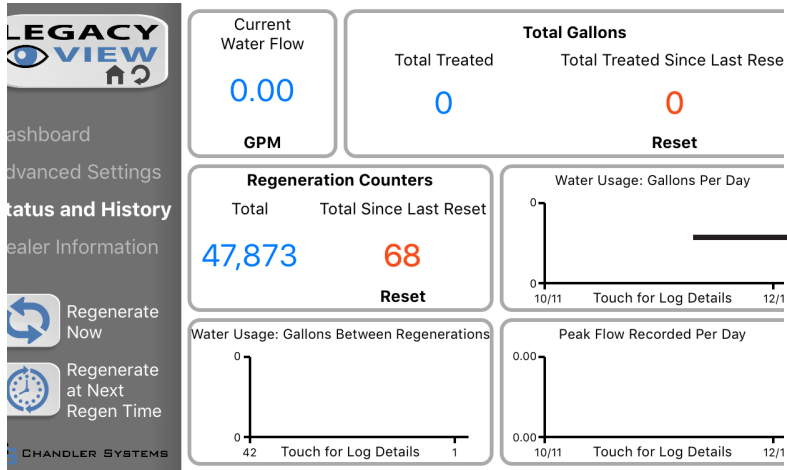 LEGACY
VIEW
ashboard
dvanced Settings
tatus and History
ealer Information
Regenerate
Now
Regenerate
at Next
Regen Time
CHANDLER SYSTEMS
Current
Water Flow
0.00
GPM
Total Gallons
Total Treated
0
Total Treated Since Last Rese
0
Reset
Regeneration Counters
Total
47,873
Total Since Last Reset
68
Reset
Water Usage: Gallons Per Day
0
0
10/11 Touch for Log Details 12/1
Water Usage: Gallons Between Regenerations
0
0
42 Touch for Log Details 1
Peak Flow Recorded Per Day
0.00
0.00
10/11 Touch for Log Details 12/1